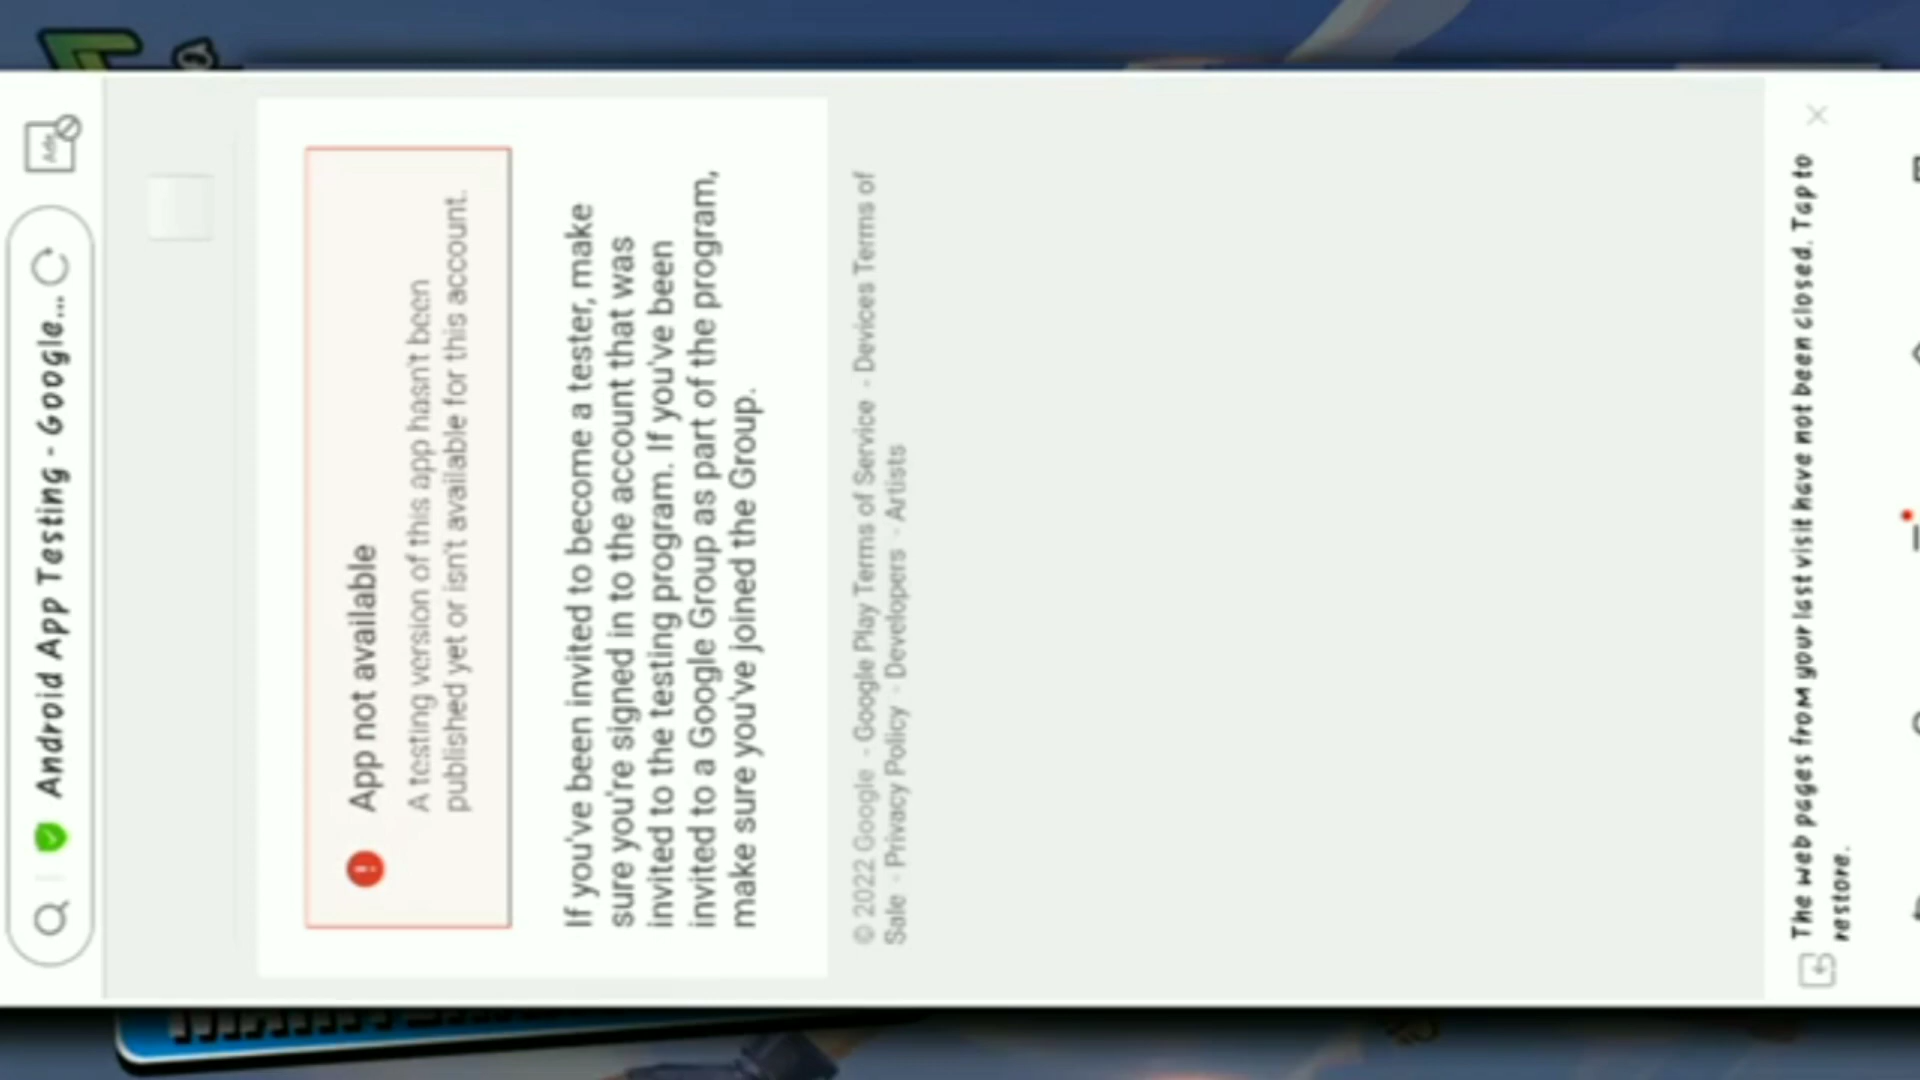 Android App Testing - Google...
App not available
A testing version of this app hasn't been
published yet or isn't available for this account.
If you've been invited to become a tester, make
sure you're signed in to the account that was
invited to the testing program. If you've been
invited to a Google Group as part of the program,
make sure you've joined the Group.
© 2022 Google - Google Play Terms of Service - Devices Terms of
Sale - Privacy Policy - Developers - Artists
The web pages from your last visit have not been closed. Tap to
restore.